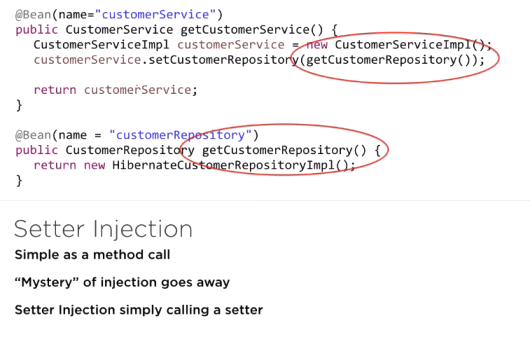 @Bean(name="customerService")
public CustomerService getCustomerService() {
CustomerServiceImpl customerService = new CustomerServiceImpl();
customerService.setCustomerRepository(getCustomerRepository());
return customerService;
}
@Bean(name = "customerRepository")
public CustomerRepository getCustomerRepository() {
return new HibernateCustomerRepositoryImpl();
}
Setter Injection
Simple as a method call
“Mystery” of injection goes away
Setter Injection simply calling a setter